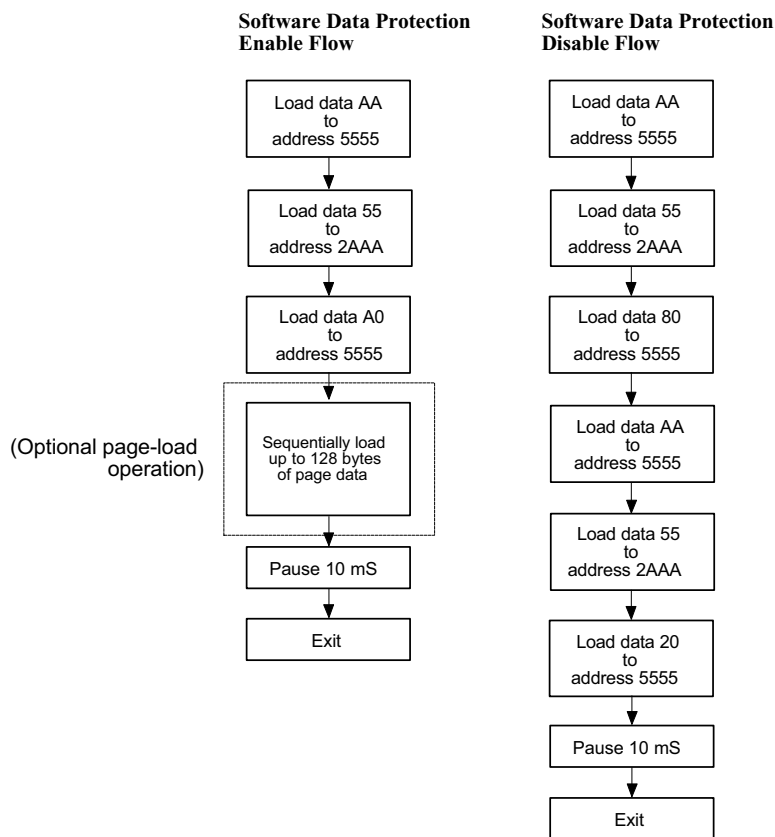 Software Data Protection
Enable Flow
Load data AA
to
address 5555
Load data 55
to
address 2AAA
Load data A0
to
address 5555
(Optional page-load
operation)
Sequentially load
up to 128 bytes
of page data
Pause 10 mS
Exit
Software Data Protection
Disable Flow
Load data AA
to
address 5555
Load data 55
to
address 2AAA
Load data 80
to
address 5555
Load data AA
to
address 5555
Load data 55
to
address 2AAA
Load data 20
to
address 5555
Pause 10 mS
Exit